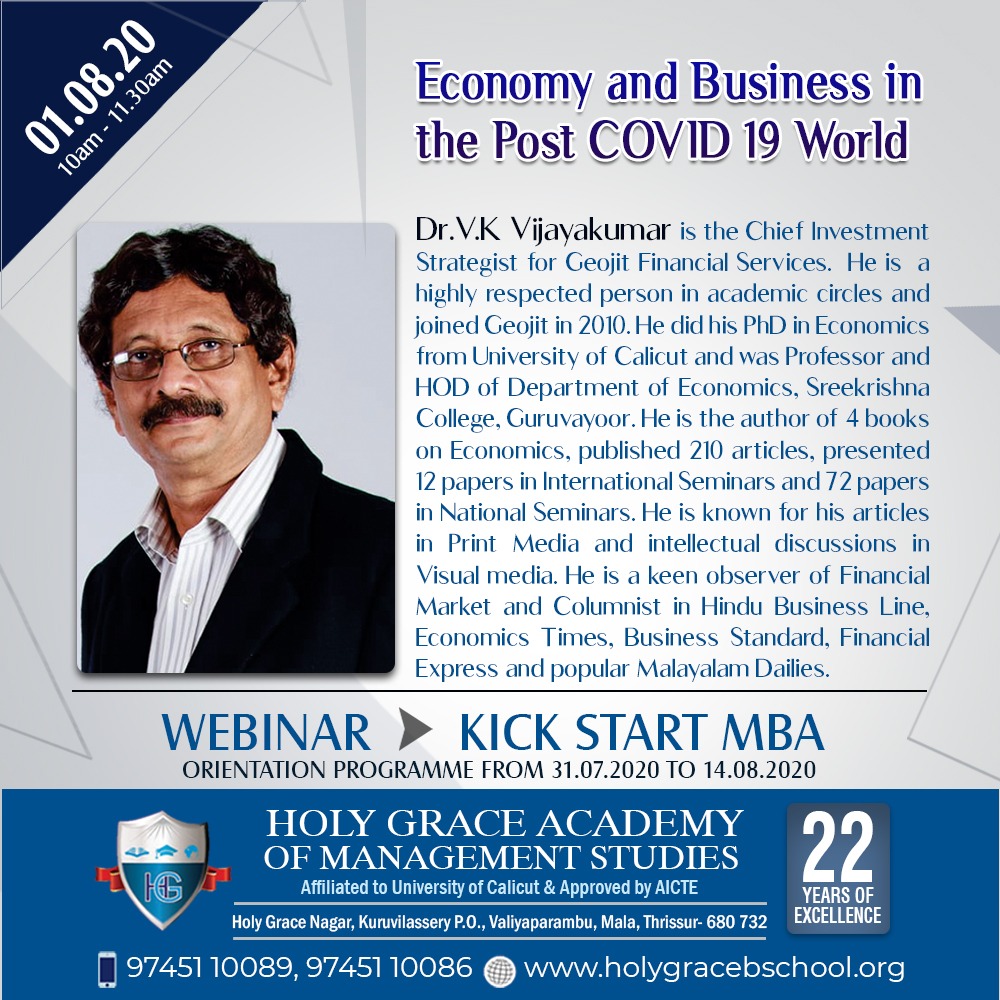 01.08.20
10am - 11.30am
Economy and Business in
the Post COVID 19 World
Dr.V.K Vijayakumar is the Chief Investment
Strategist for Geojit Financial Services. He is a
highly respected person in academic circles and
joined Geojit in 2010. He did his PhD in Economics
from University of Calicut and was Professor and
HOD of Department of Economics, Sreekrishna
College, Guruvayoor. He is the author of 4 books
on Economics, published 210 articles, presented
12 papers in International Seminars and 72 papers
in National Seminars. He is known for his articles
in Print Media and intellectual discussions in
Visual media. He is a keen observer of Financial
Market and Columnist in Hindu Business Line,
Economics Times, Business Standard, Financial
Express and popular Malayalam Dailies.
WEBINAR KICK START MBA
ORIENTATION PROGRAMME FROM 31.07.2020 TO 14.08.2020
HOLY GRACE ACADEMY
OF MANAGEMENT STUDIES
Affiliated to University of Calicut & Approved by AICTE
Holy Grace Nagar, Kuruvilassery P.O., Valiyaparambu, Mala, Thrissur- 680 732
HG
22
YEARS OF
EXCELLENCE
97451 10089, 97451 10086 www.holygracebschool.org